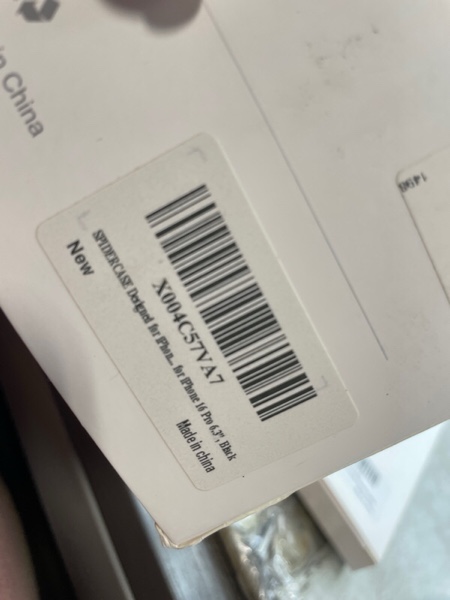 in China
X004C57VA7
SPIDERCASE Designed for iPhon... for iPhone 16 Pro 6.3", Black
New
Made in china